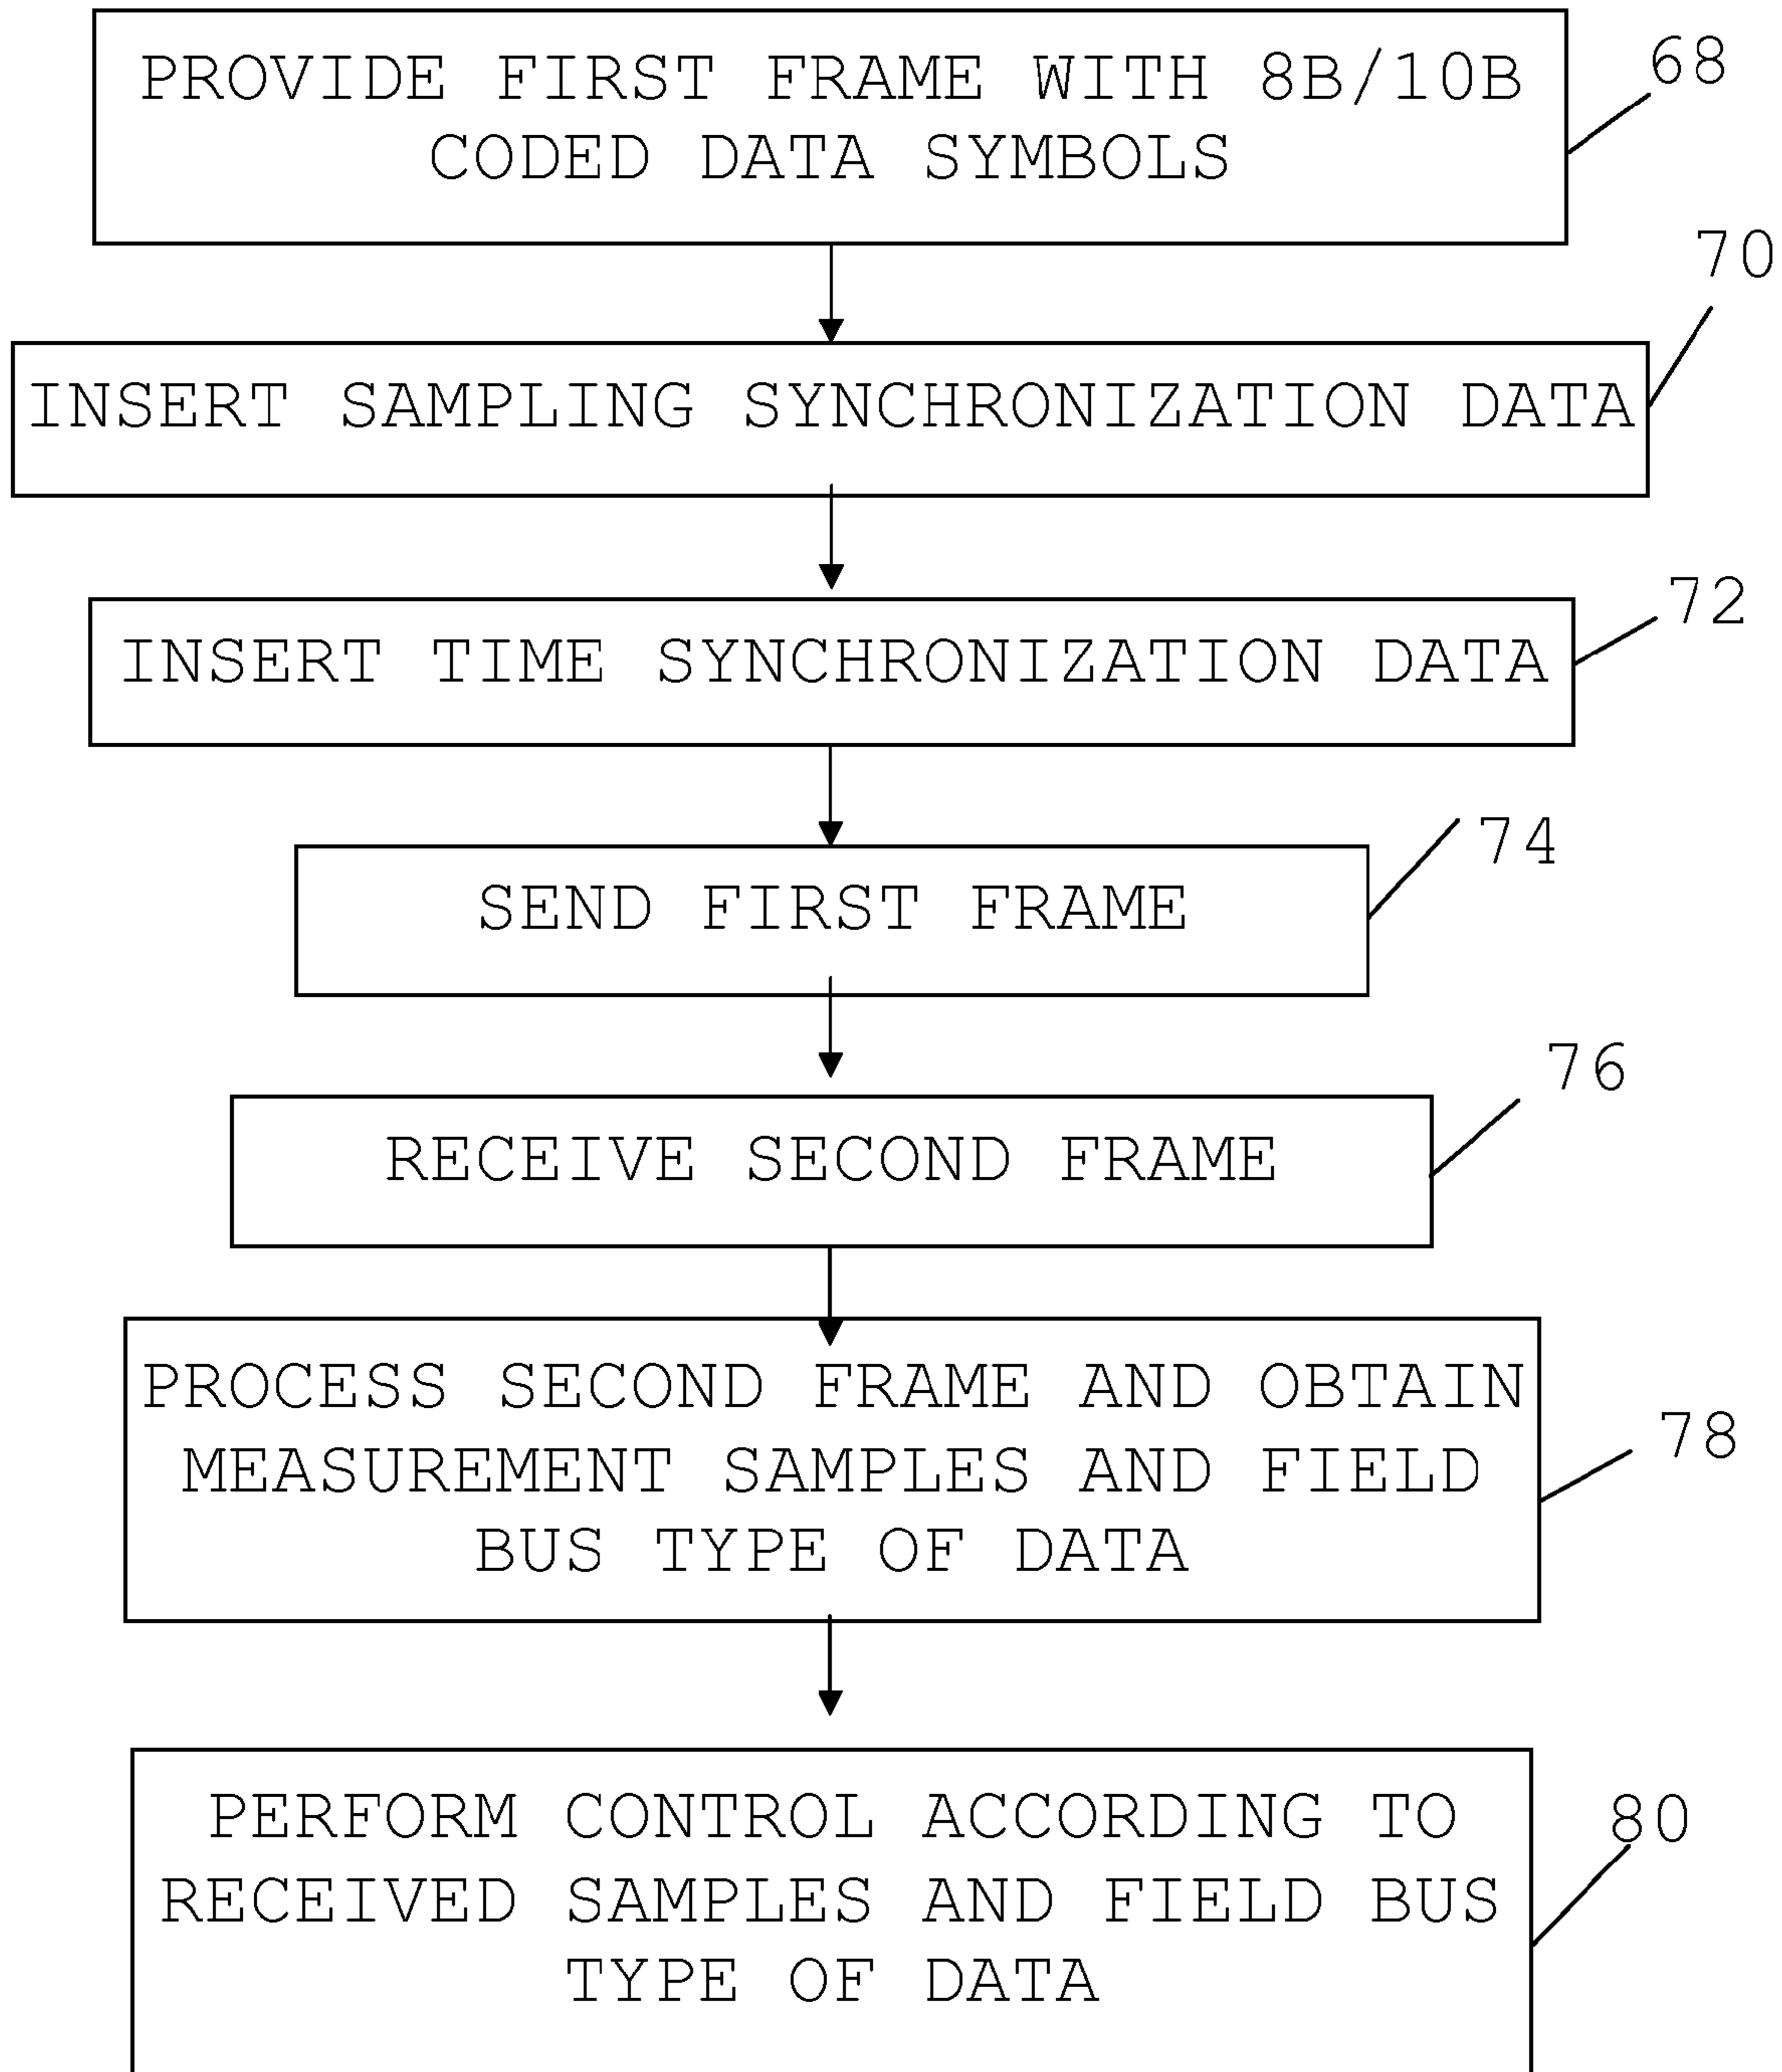 PROVIDE FIRST FRAME WITH 8B/10B
CODED DATA SYMBOLS
68
70
INSERT SAMPLING SYNCHRONIZATION DATA
72
INSERT TIME SYNCHRONIZATION DATA
74
SEND FIRST FRAME
76
RECEIVE SECOND FRAME
PROCESS SECOND FRAME AND OBTAIN
MEASUREMENT SAMPLES AND FIELD
BUS TYPE OF DATA
78
PERFORM CONTROL ACCORDING TO
RECEIVED SAMPLES AND FIELD BUS
TYPE OF DATA
80